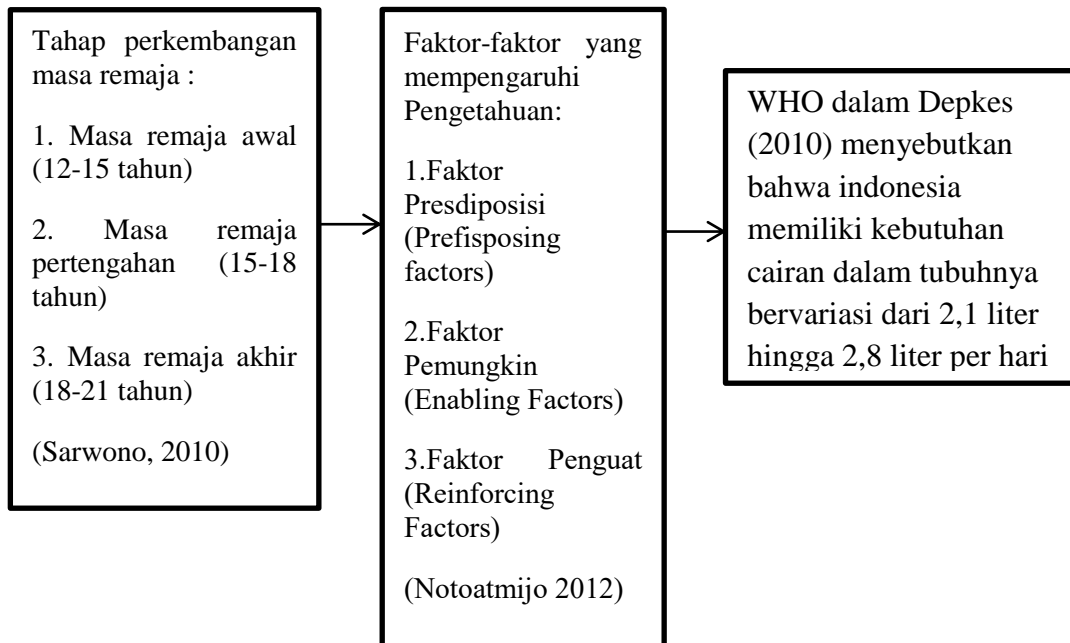 Tahap perkembangan
masa remaja :
1. Masa remaja awal
(12-15 tahun)
2. Masa remaja
pertengahan (15-18
tahun)
3. Masa remaja akhir
(18-21 tahun)
(Sarwono, 2010)
Faktor-faktor yang
mempengaruhi
Pengetahuan:
1.Faktor
Presdiposisi
(Prefisposing
factors)
2.Faktor
Pemungkin
(Enabling Factors)
3.Faktor Penguat
(Reinforcing
Factors)
(Notoatmijo 2012)
WHO dalam Depkes
(2010) menyebutkan
bahwa indonesia
memiliki kebutuhan
cairan dalam tubuhnya
bervariasi dari 2,1 liter
hingga 2,8 liter per hari